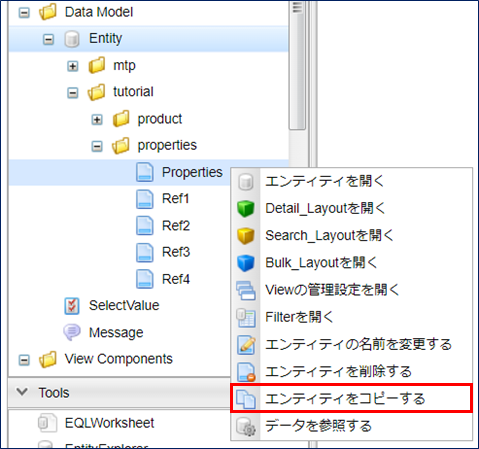 Data Model
Entity
mtp
tutorial
product
properties
Properties
Ref1
Ref2
Ref3
Ref4
SelectValue
Message
View Components
Tools
EQLWorksheet
EntityExplorer
エンティティを開く
Detail_Layoutを開く
Search_Layoutを開く
Bulk_Layoutを開く
Viewの管理設定を開く
Filterを開く
エンティティの名前を変更する
エンティティを削除する
エンティティをコピーする
データを参照する